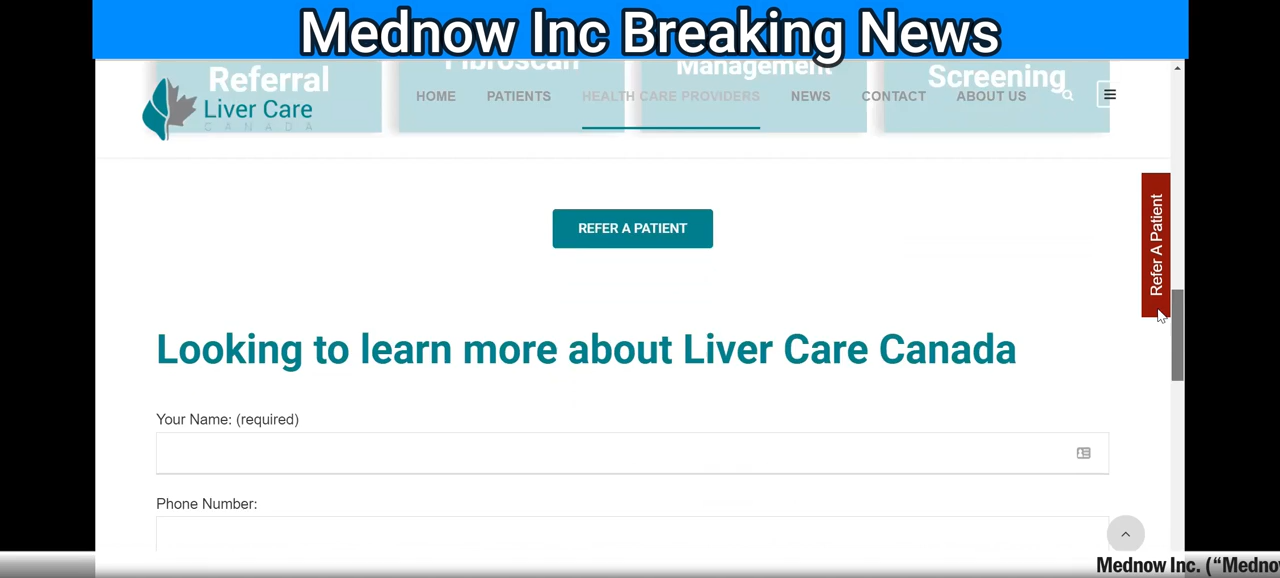 Mednow Inc Breaking News
Referral
Fibroscan
Management
Screening
Liver Care
CANADA
HOME
PATIENTS
HEALTH CARE PROVIDERS
NEWS
CONTACT
ABOUT US
REFER A PATIENT
Refer A Patient
Looking to learn more about Liver Care Canada
Your Name: (required)
Phone Number:
Mednow Inc. (“Medno